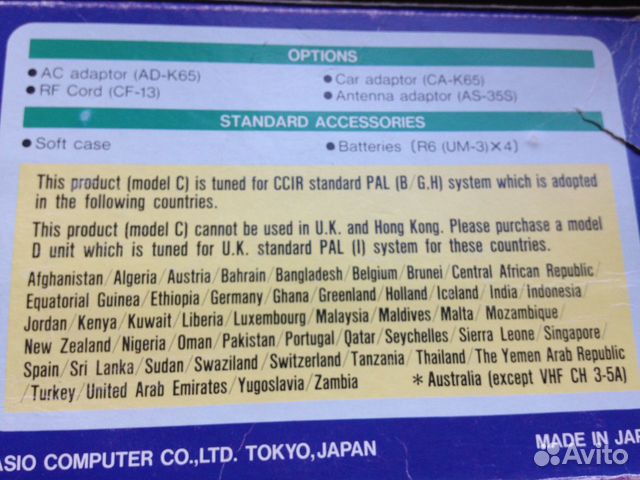 OPTIONS
● AC adaptor (AD-K65) ● Car adaptor (CA-K65)
● RF Cord (CF-13) ● Antenna adaptor (AS-35S)
STANDARD ACCESSORIES
● Soft case ● Batteries (R6 (UM-3)×4)
This product (model C) is tuned for CCIR standard PAL (B/G.H) system which is adopted
in the following countries.
This product (model C) cannot be used in U.K. and Hong Kong. Please purchase a model
D unit which is tuned for U.K. standard PAL (I) system for these countries.
Afghanistan/Algeria/Austria/Bahrain/Bangladesh/Belgium/Brunei/Central African Republic/
Equatorial Guinea/Ethiopia/Germany/Ghana/Greenland/Holland/Iceland/India/Indonesia/
Jordan/Kenya/Kuwait/Liberia/Luxembourg/Malaysia/Maldives/Malta/Mozambique/
New Zealand/Nigeria/Oman/Pakistan/Portugal/Qatar/Seychelles/Sierra Leone/Singapore/
Spain/Sri Lanka/Sudan/Swaziland/Switzerland/Tanzania/Thailand/The Yemen Arab Republic
/Turkey/United Arab Emirates/Yugoslavia/Zambia * Australia (except VHF CH 3-5A)
ASIO COMPUTER CO.,LTD. TOKYO,JAPAN MADE IN JAP
Avito